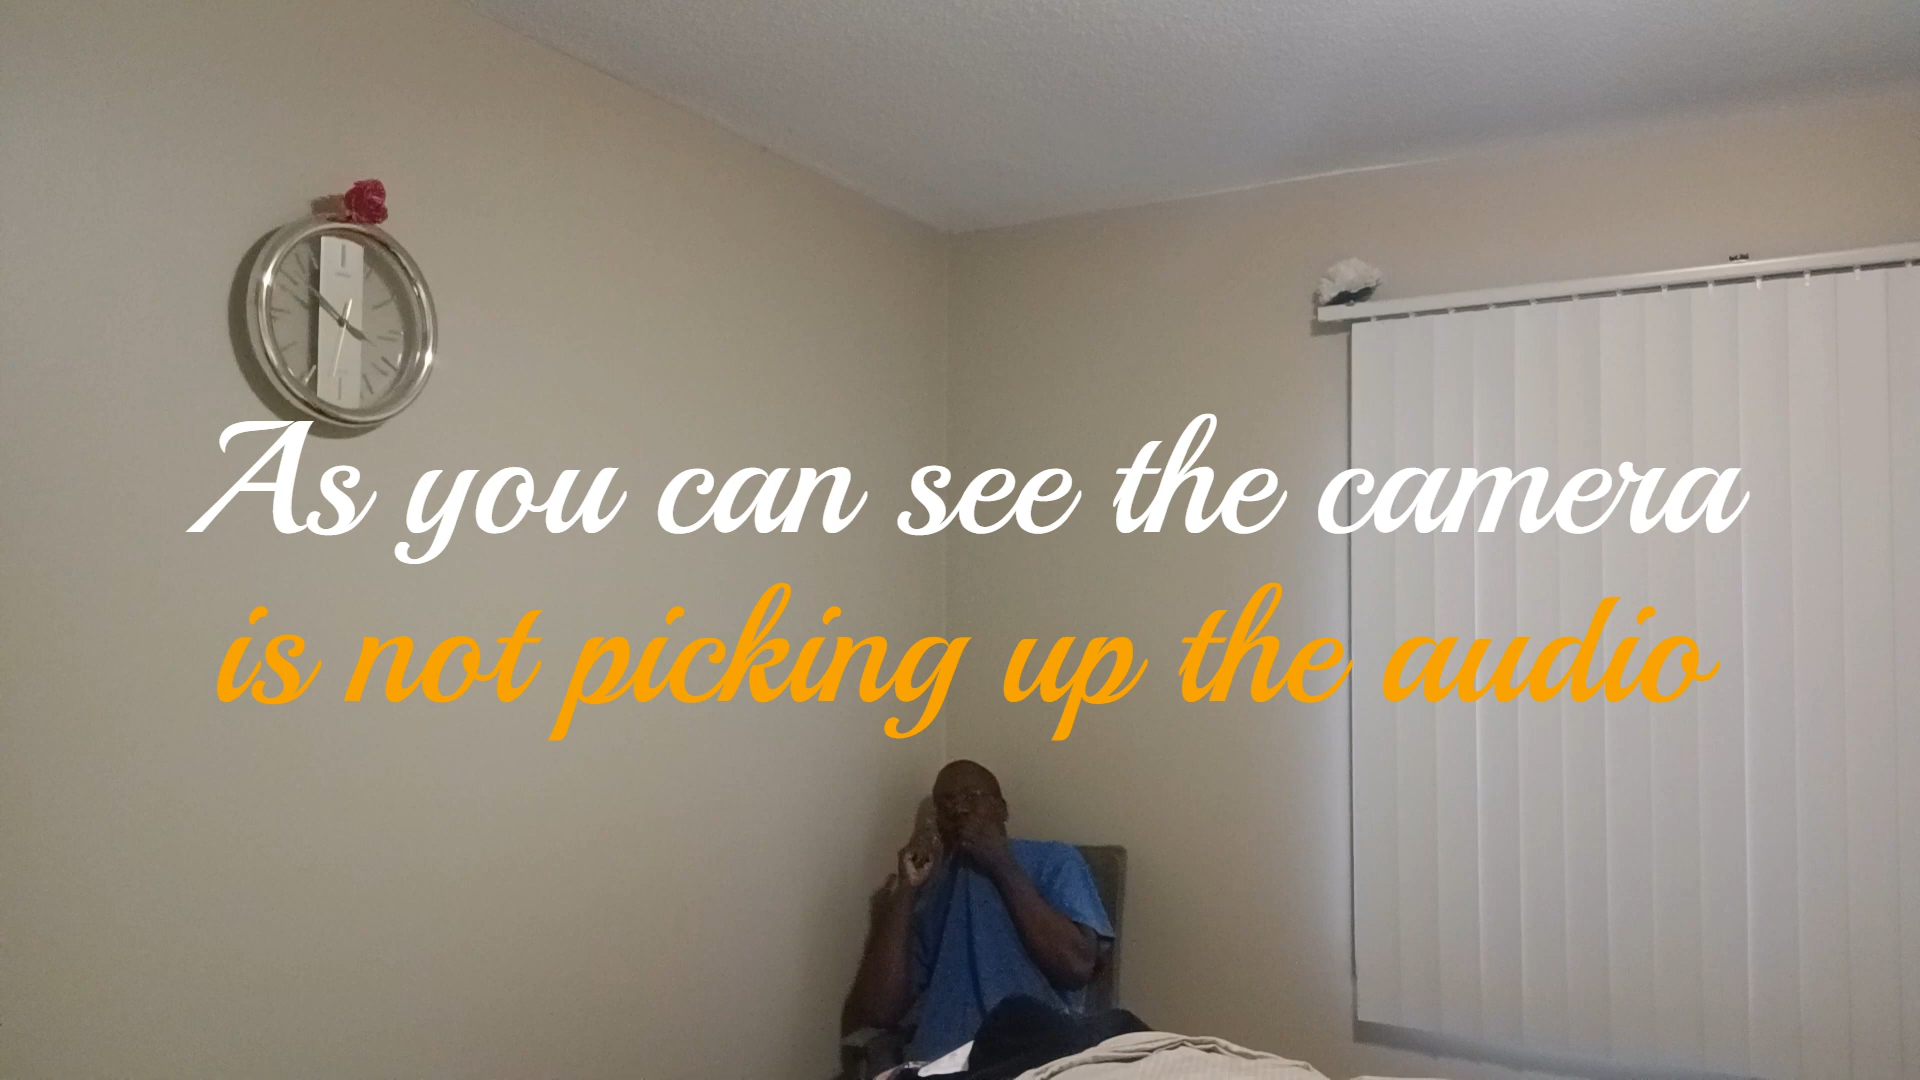 As you can see the camera
is not picking up the audio